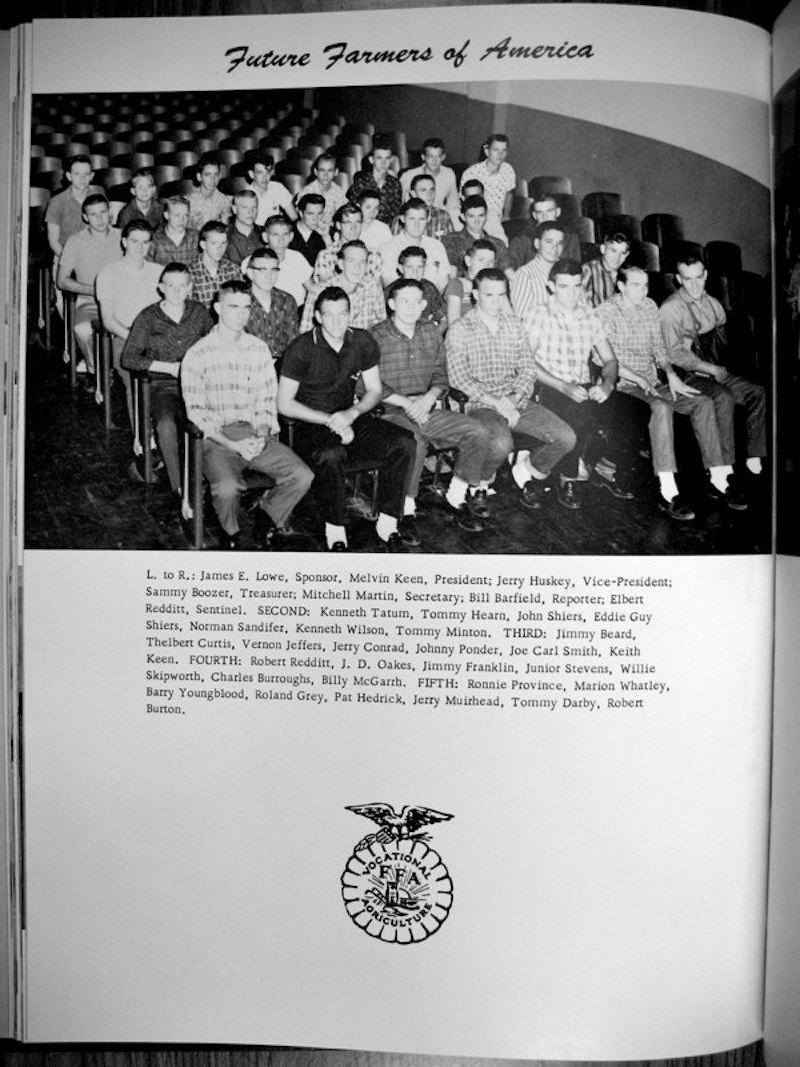 Future Farmers of America
L. to R.: James E. Lowe, Sponsor, Melvin Keen, President; Jerry Huskey, Vice-President;
Sammy Boozer, Treasurer; Mitchell Martin, Secretary; Bill Barfield, Reporter; Elbert
Redditt, Sentinel. SECOND: Kenneth Tatum, Tommy Hearn, John Shiers, Eddie Guy
Shiers, Norman Sandifer, Kenneth Wilson, Tommy Minton. THIRD: Jimmy Beard,
Thelbert Curtis, Vernon Jeffers, Jerry Conrad, Johnny Ponder, Joe Carl Smith, Keith
Keen. FOURTH: Robert Redditt, J. D. Oakes, Jimmy Franklin, Junior Stevens, Willie
Skipworth, Charles Burroughs, Billy McGarrh. FIFTH: Ronnie Province, Marion Whatley,
Barry Youngblood, Roland Grey, Pat Hedrick, Jerry Muirhead, Tommy Darby, Robert
Burton.
VOCATIONAL
FFA
AGRICULTURE